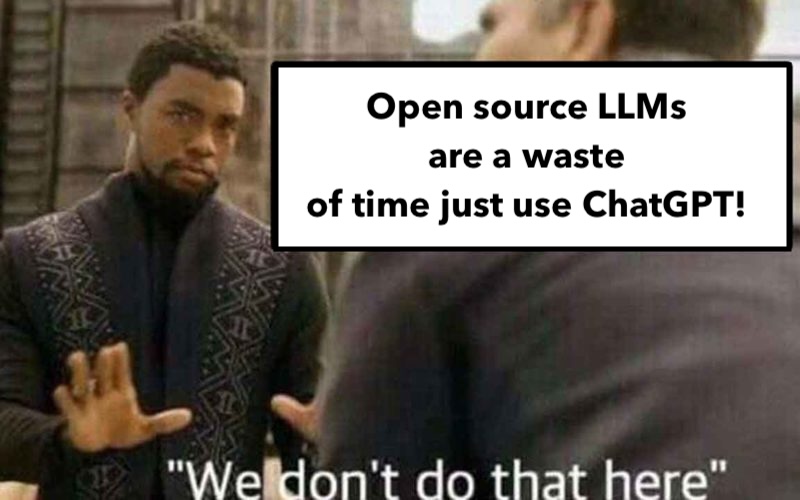 Open source LLMs
are a waste
of time just use ChatGPT!
"We don't do that here"